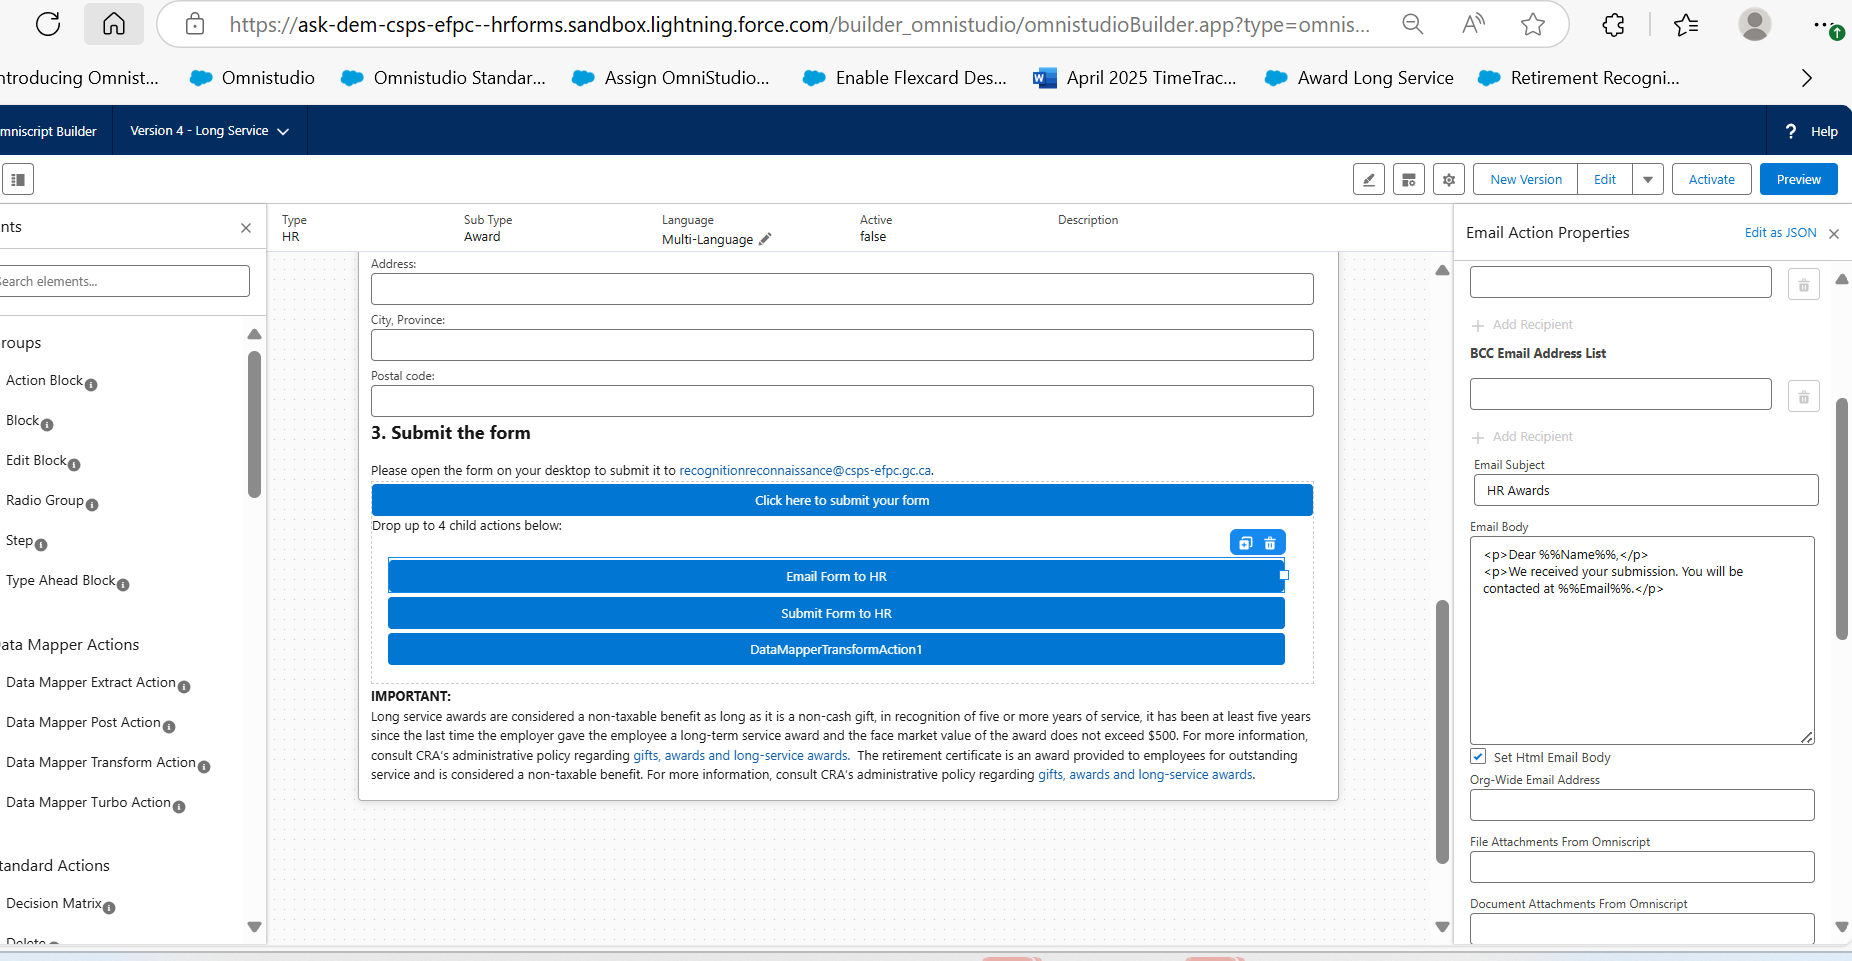 https://ask-dem-csps-efpc--hrforms.sandbox.lightning.force.com/builder_omnistudio/omnistudioBuilder.app?type=omnis...
ntroducing Omnist...
Omnistudio
Omnistudio Standar...
Assign OmniStudio...
Enable Flexcard Des...
April 2025 TimeTrac...
Award Long Service
Retirement Recogni...
mniscript Builder
Version 4 - Long Service
? Help
New Version
Edit
Activate
Preview
nts
Search elements...
roups
Action Block
Block
Edit Block
Radio Group
Step
Type Ahead Block
ata Mapper Actions
Data Mapper Extract Action
Data Mapper Post Action
Data Mapper Transform Action
Data Mapper Turbo Action
tandard Actions
Decision Matrix
Delete
Type
HR
Sub Type
Award
Language
Multi-Language
Active
false
Description
Address:
City, Province:
Postal code:
3. Submit the form
Please open the form on your desktop to submit it to recognitionreconnaissance@csps-efpc.gc.ca.
Click here to submit your form
Drop up to 4 child actions below:
Email Form to HR
Submit Form to HR
DataMapperTransformAction1
IMPORTANT:
Long service awards are considered a non-taxable benefit as long as it is a non-cash gift, in recognition of five or more years of service, it has been at least five years
since the last time the employer gave the employee a long-term service award and the face market value of the award does not exceed $500. For more information,
consult CRA's administrative policy regarding gifts, awards and long-service awards. The retirement certificate is an award provided to employees for outstanding
service and is considered a non-taxable benefit. For more information, consult CRA's administrative policy regarding gifts, awards and long-service awards.
Email Action Properties
Edit as JSON
Add Recipient
BCC Email Address List
Add Recipient
Email Subject
HR Awards
Email Body
<p>Dear %%Name%%,</p>
<p>We received your submission. You will be
contacted at %%Email%%.</p>
Set Html Email Body
Org-Wide Email Address
File Attachments From Omniscript
Document Attachments From Omniscript